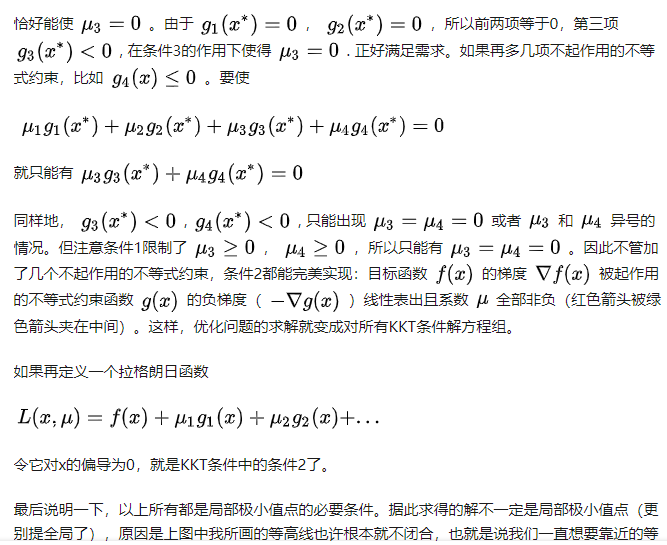 恰好能使 μ₃ = 0 。由于 g₁(x*) = 0 ， g₂(x*) = 0 ，所以前两项等于0，第三项
g₃(x*) < 0 , 在条件3的作用下使得 μ₃ = 0 . 正好满足需求。如果再多几项不起作用的不等
式约束，比如 g₄(x) ≤ 0 。要使
μ₁g₁(x*) + μ₂g₂(x*) + μ₃g₃(x*) + μ₄g₄(x*) = 0
就只能有 μ₃g₃(x*) + μ₄g₄(x*) = 0
同样地， g₃(x*) < 0 , g₄(x*) < 0 , 只能出现 μ₃ = μ₄ = 0 或者 μ₃ 和 μ₄ 异号的
情况。但注意条件1限制了 μ₃ ≥ 0 ， μ₄ ≥ 0 ，所以只能有 μ₃ = μ₄ = 0 。因此不管加
了几个不起作用的不等式约束，条件2都能完美实现：目标函数 f(x) 的梯度 ∇f(x) 被起作用
的不等式约束函数 g(x) 的负梯度（ −∇g(x) ）线性表出且系数 μ 全部非负（红色箭头被绿
色箭头夹在中间）。这样，优化问题的求解就变成对所有KKT条件解方程组。
如果再定义一个拉格朗日函数
L(x, μ) = f(x) + μ₁g₁(x) + μ₂g₂(x)+…
令它对x的偏导为0，就是KKT条件中的条件2了。
最后说明一下，以上所有都是局部极小值点的必要条件。据此求得的解不一定是局部极小值点（更
别提全局了），原因是上图中我所画的等高线也许根本就不闭合，也就是说我们一直想要靠近的等